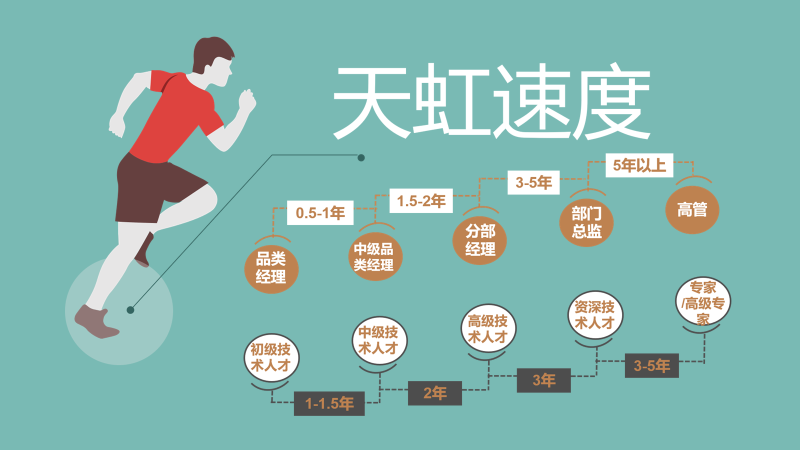 天虹速度
5年以上
3-5年
1.5-2年
0.5-1年
高管
部门
总监
分部
经理
中级品
类经理
品类
经理
专家
/高级专
家
资深技
术人才
高级技
术人才
中级技
术人才
初级技
术人才
3-5年
3年
2年
1-1.5年